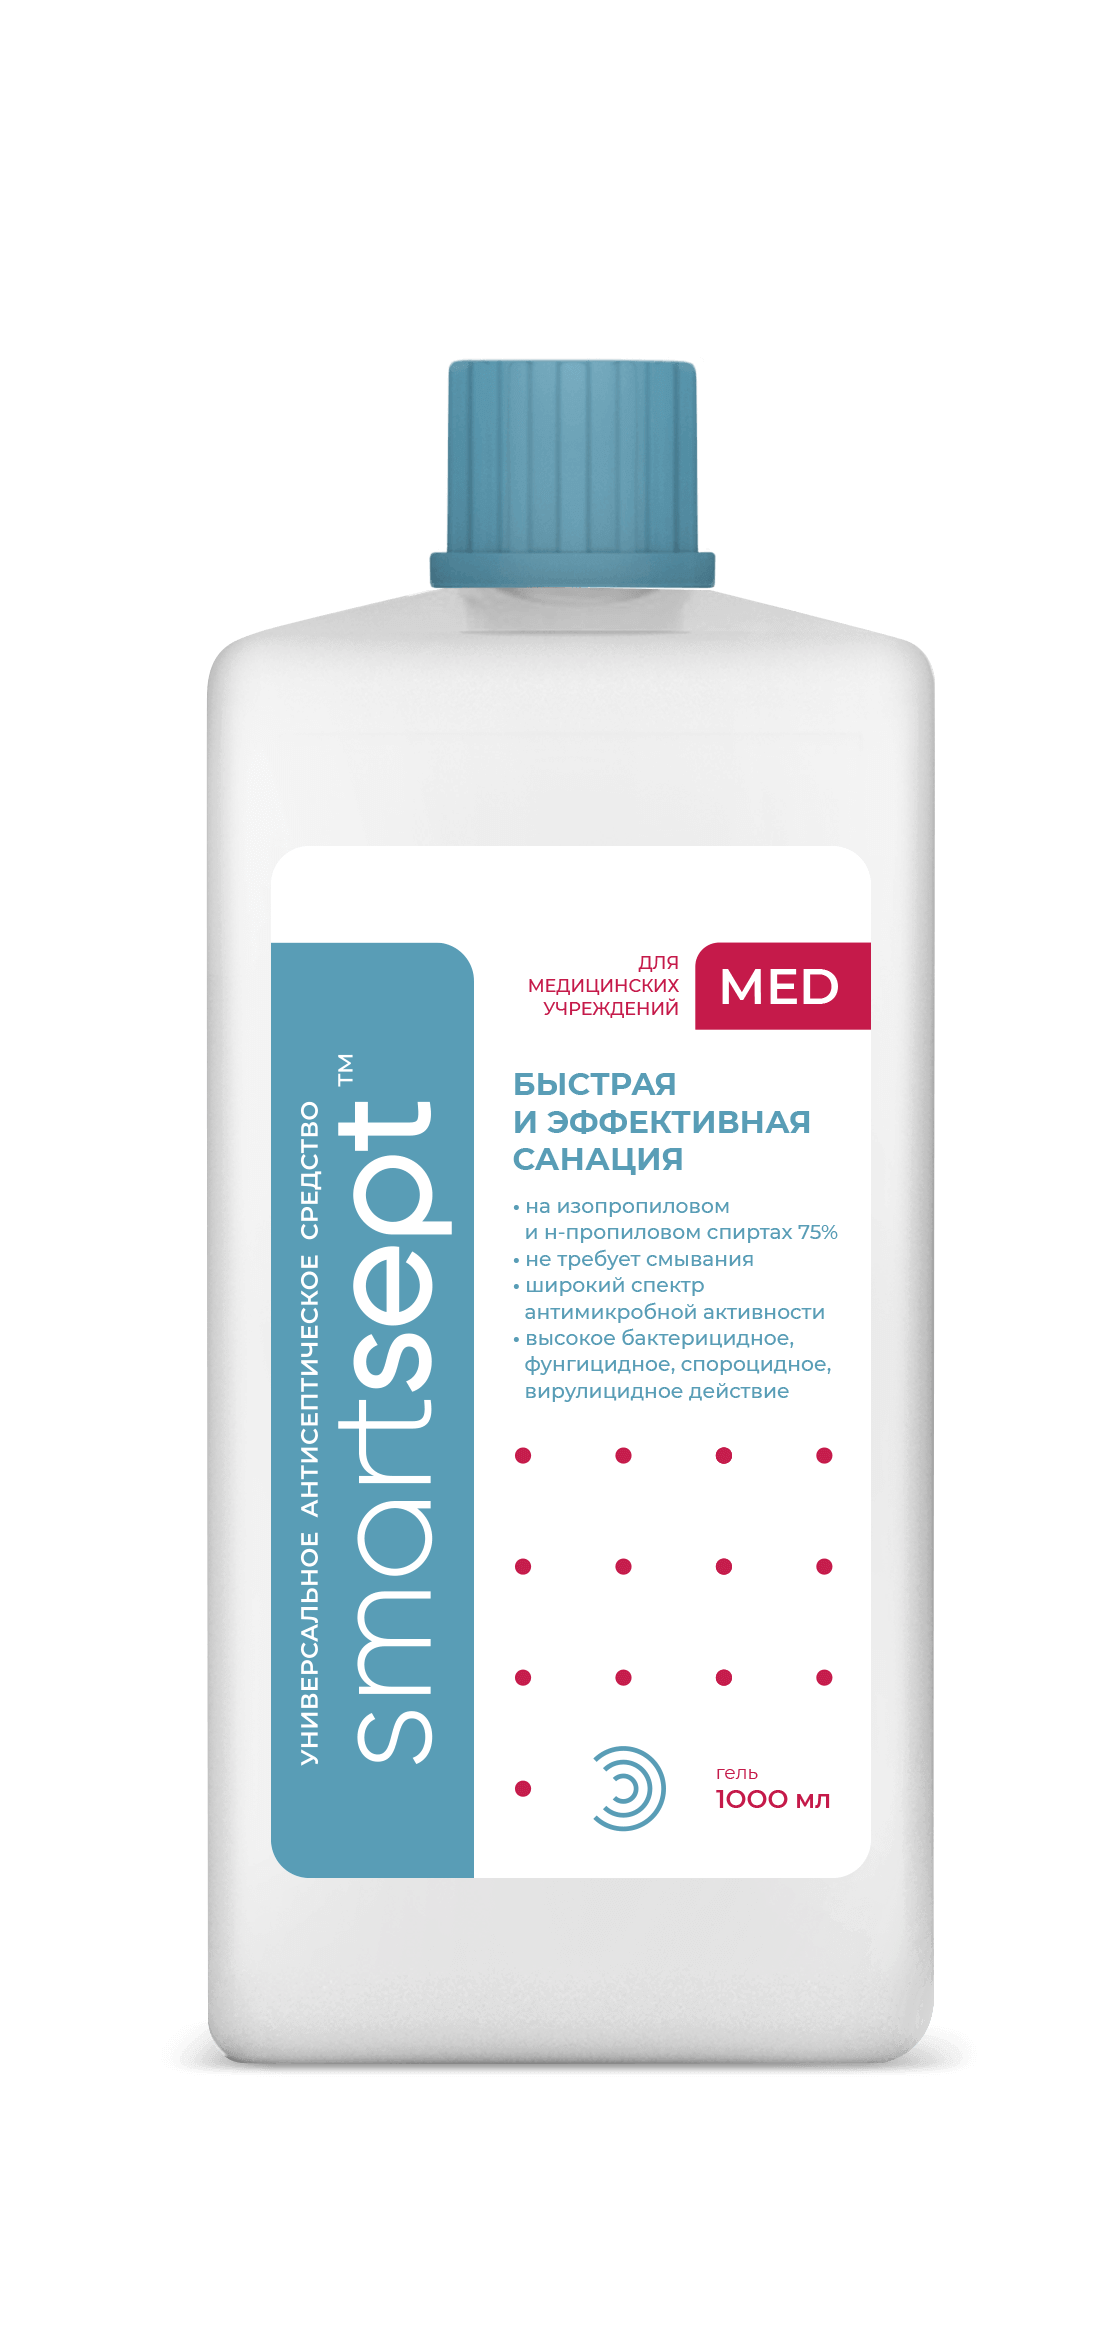 УНИВЕРСАЛЬНОЕ АНТИСЕПТИЧЕСКОЕ СРЕДСТВО
smartsept™
ДЛЯ
МЕДИЦИНСКИХ
УЧРЕЖДЕНИЙ
MED
БЫСТРАЯ
И ЭФФЕКТИВНАЯ
САНАЦИЯ
• на изопропиловом
и н-пропиловом спиртах 75%
• не требует смывания
• широкий спектр
антимикробной активности
• высокое бактерицидное,
фунгицидное, спороцидное,
вирулицидное действие
гель
1000 мл